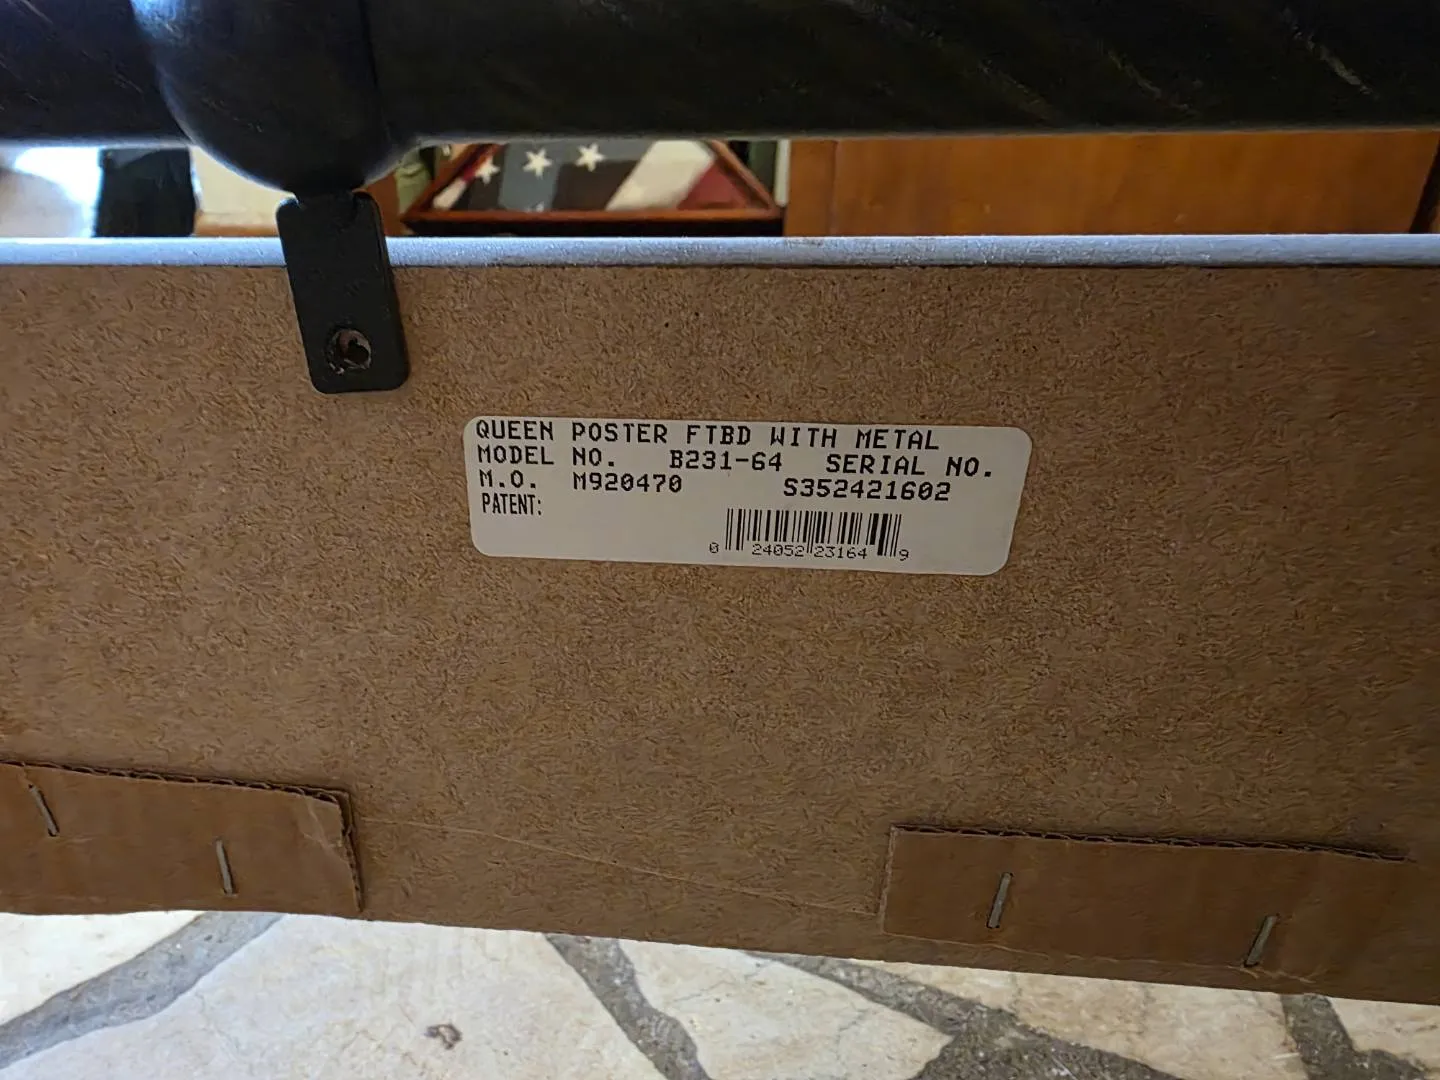 QUEEN POSTER FTBD WITH METAL
MODEL NO. B231-64 SERIAL NO.
M.O. M920470 S352421602
PATENT:
0 24052 23164 9